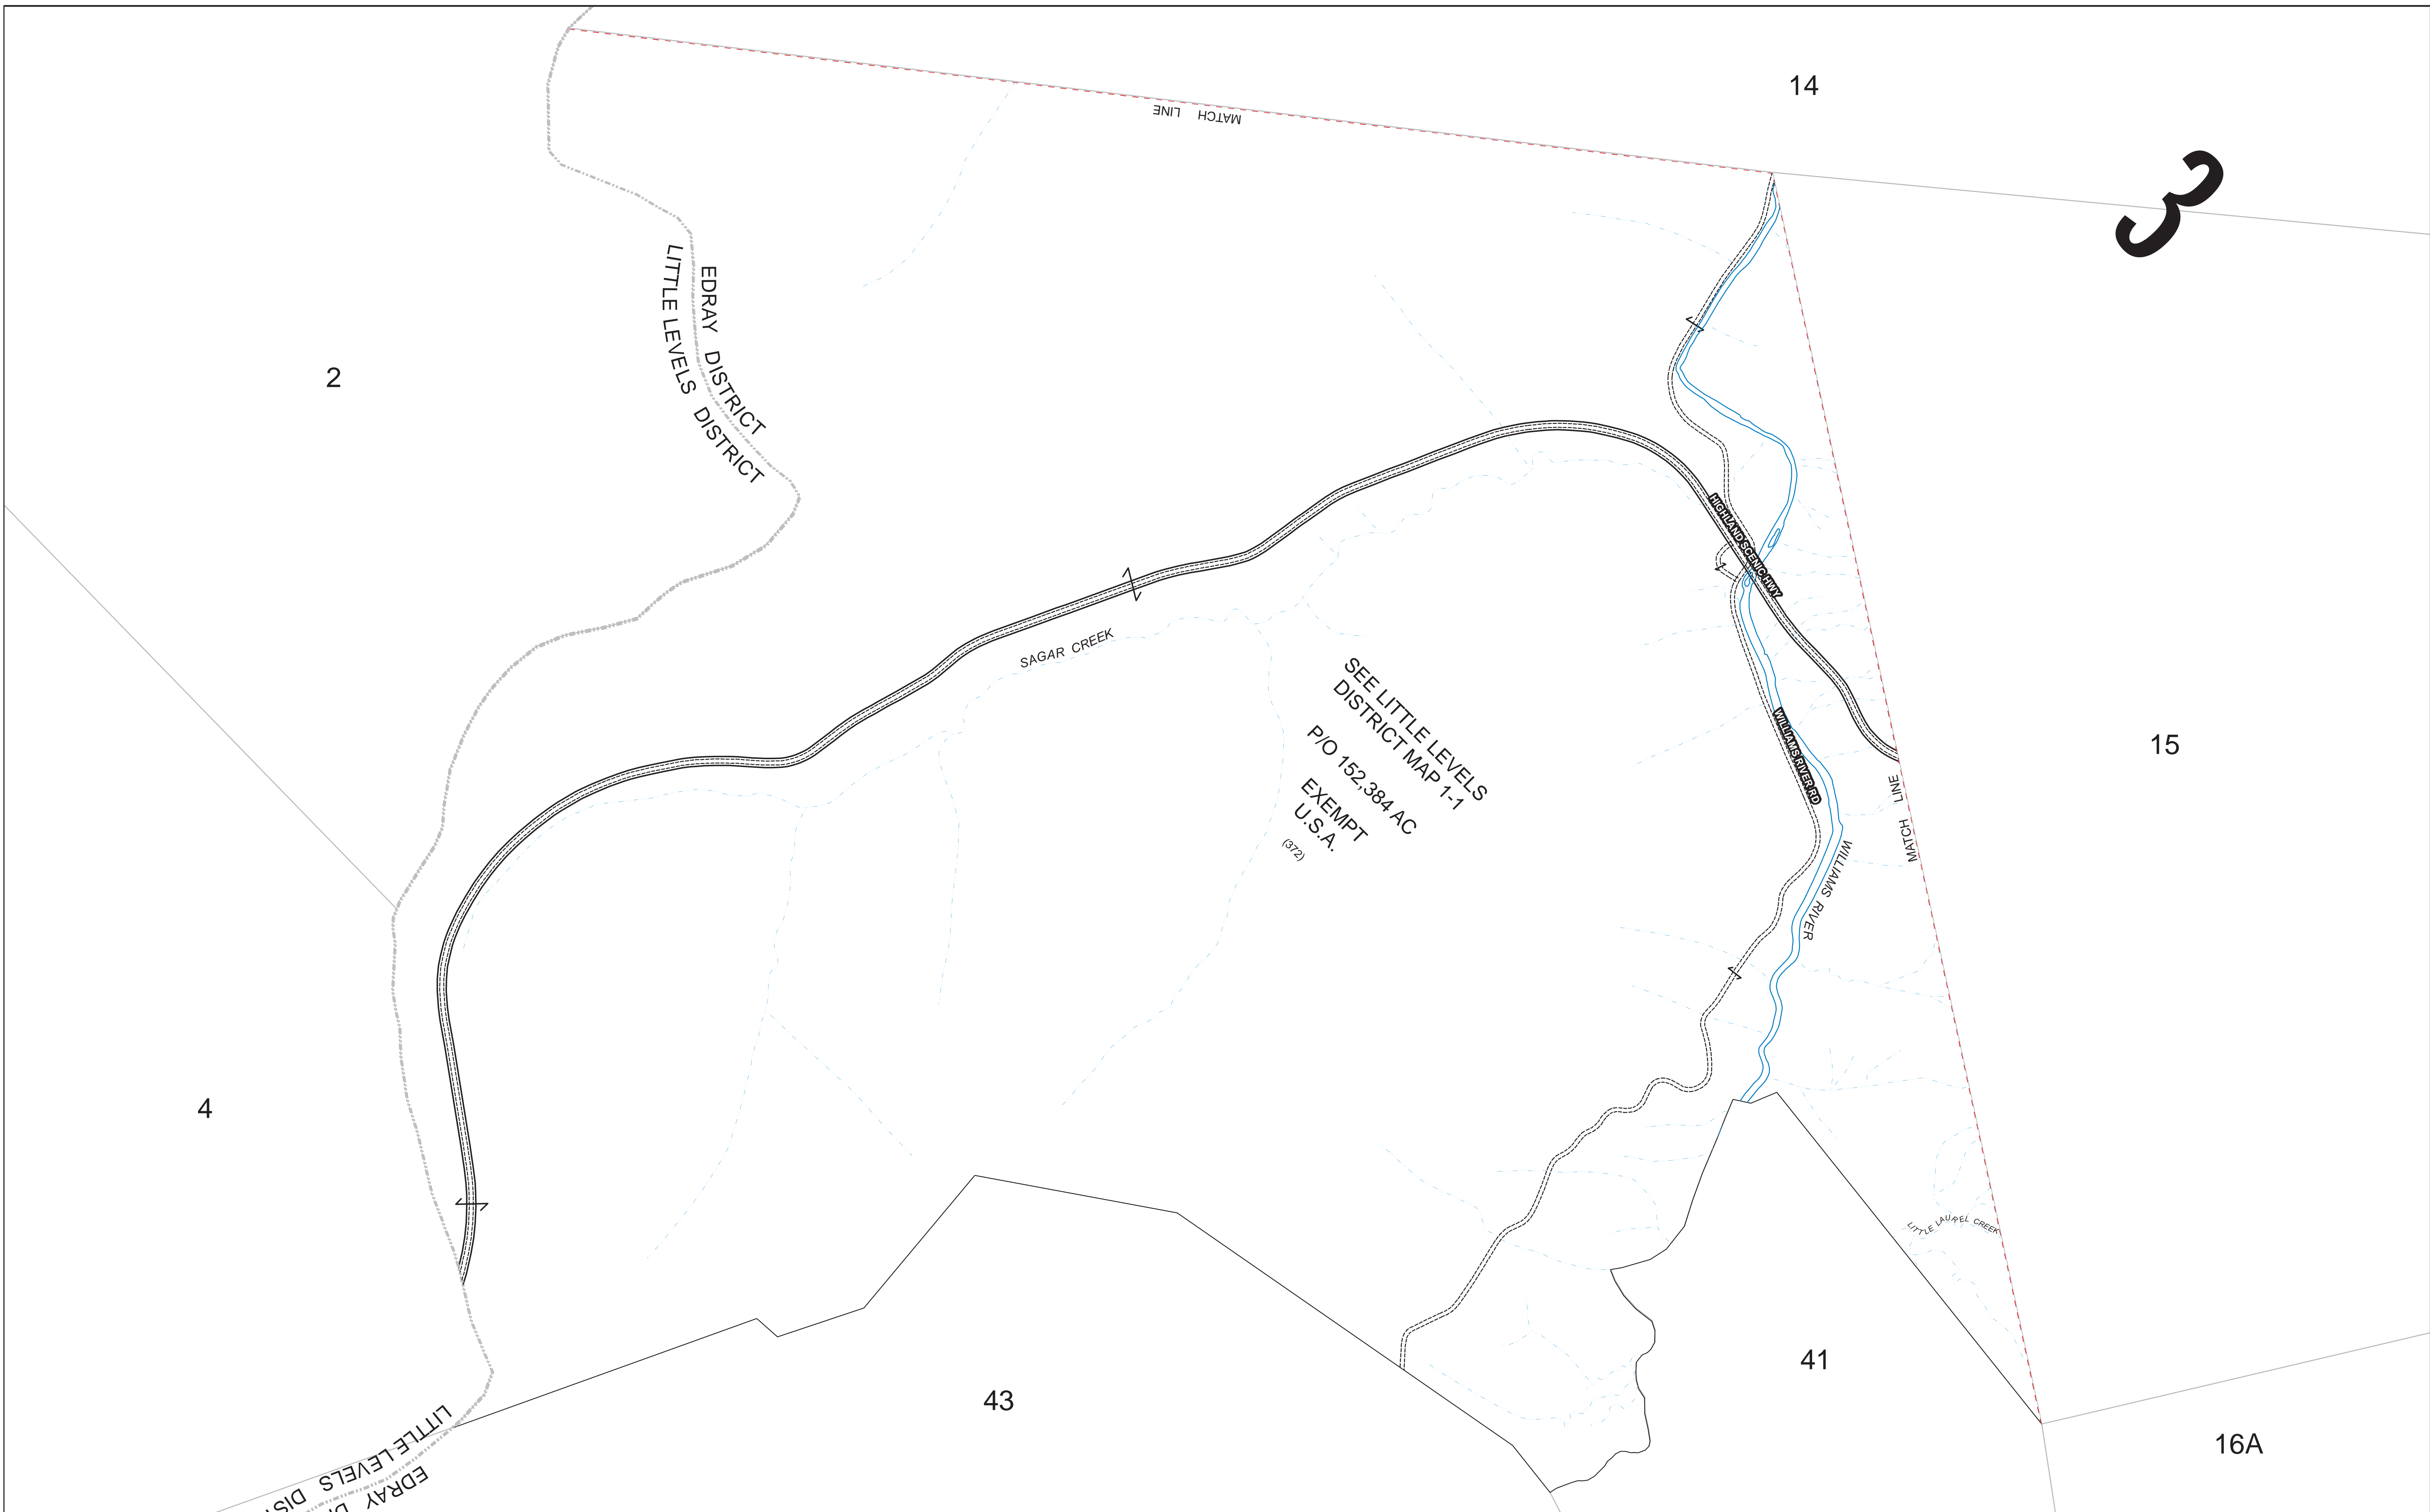 14
MATCH LINE
3
2
EDRAY DISTRICT
LITTLE LEVELS DISTRICT
HIGHLAND SCENIC HWY
SAGAR CREEK
SEE LITTLE LEVELS
DISTRICT MAP 1-1
P/O 152,384 AC
EXEMPT
U.S.A.
(372)
WILLIAMS RIVER RD
15
MATCH LINE
WILLIAMS RIVER
4
LITTLE LAUREL CREEK
41
43
16A
LITTLE LEVELS DIS
EDRAY DI